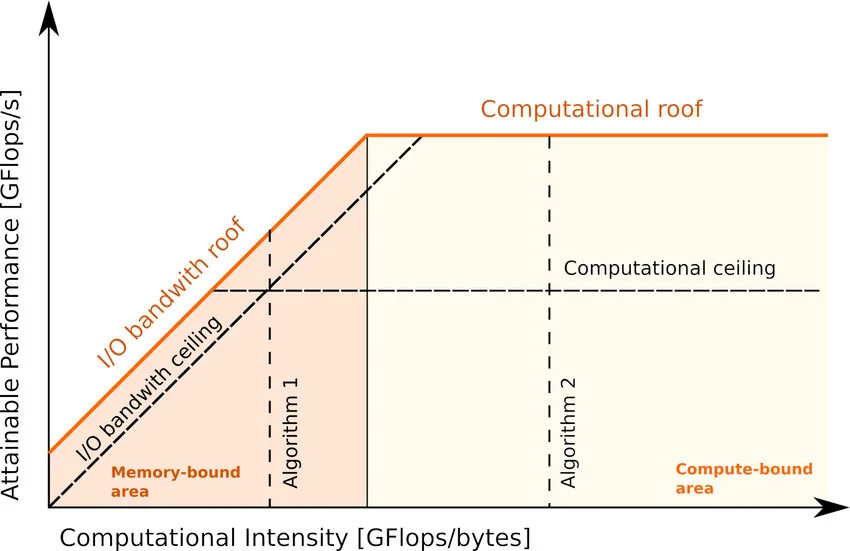 Attainable Performance [GFlops/s]
Computational roof
I/O bandwith roof
Computational ceiling
I/O bandwith ceiling
Algorithm 1
Algorithm 2
Memory-bound
area
Compute-bound
area
Computational Intensity [GFlops/bytes]